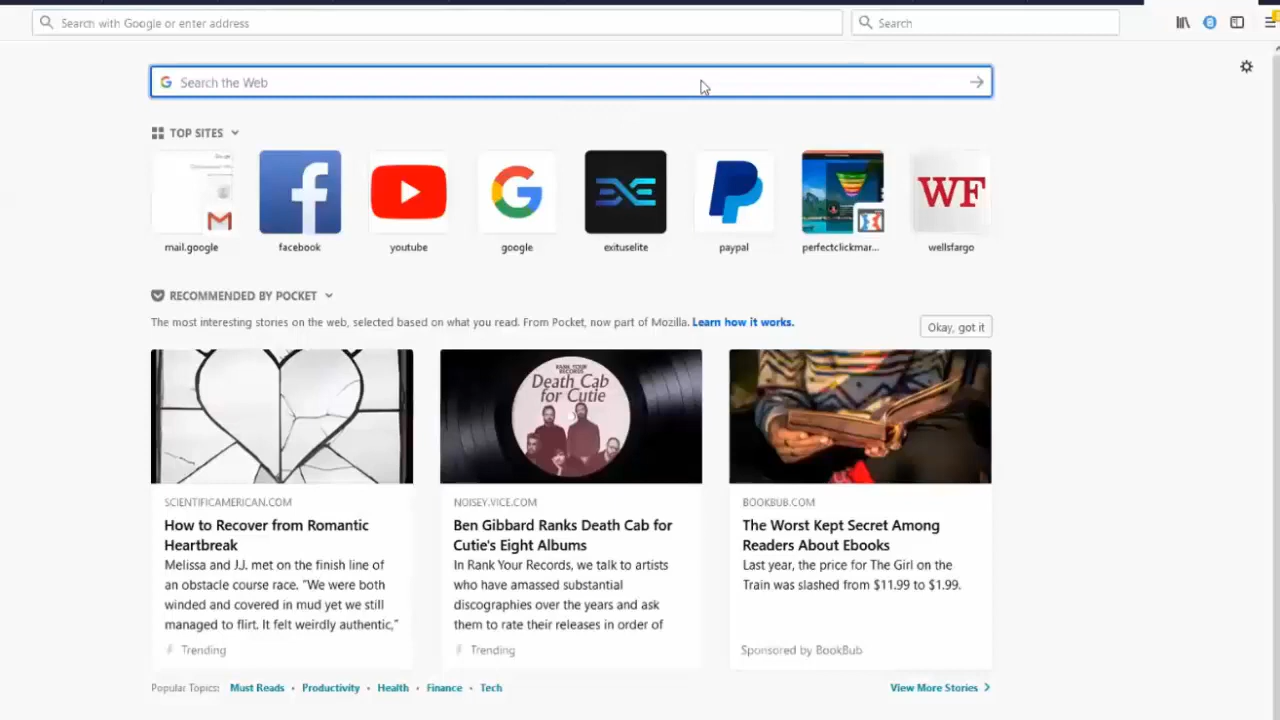 Search with Google or enter address
Search
Search the Web
TOP SITES
WF
mail.google
facebook
youtube
google
exituselite
paypal
perfectclickmar...
wellsfargo
RECOMMENDED BY POCKET
The most interesting stories on the web, selected based on what you read. From Pocket, now part of Mozilla. Learn how it works.
Okay, got it
RANK YOUR
RECORDS
Death Cab
for Cutie
SCIENTIFICAMERICAN.COM
How to Recover from Romantic
Heartbreak
Melissa and J.J. met on the finish line of
an obstacle course race. “We were both
winded and covered in mud yet we still
managed to flirt. It felt weirdly authentic,”
Trending
NOISEY.VICE.COM
Ben Gibbard Ranks Death Cab for
Cutie's Eight Albums
In Rank Your Records, we talk to artists
who have amassed substantial
discographies over the years and ask
them to rate their releases in order of
Trending
BOOKBUB.COM
The Worst Kept Secret Among
Readers About Ebooks
Last year, the price for The Girl on the
Train was slashed from $11.99 to $1.99.
Sponsored by BookBub
Popular Topics: Must Reads • Productivity • Health • Finance • Tech
View More Stories